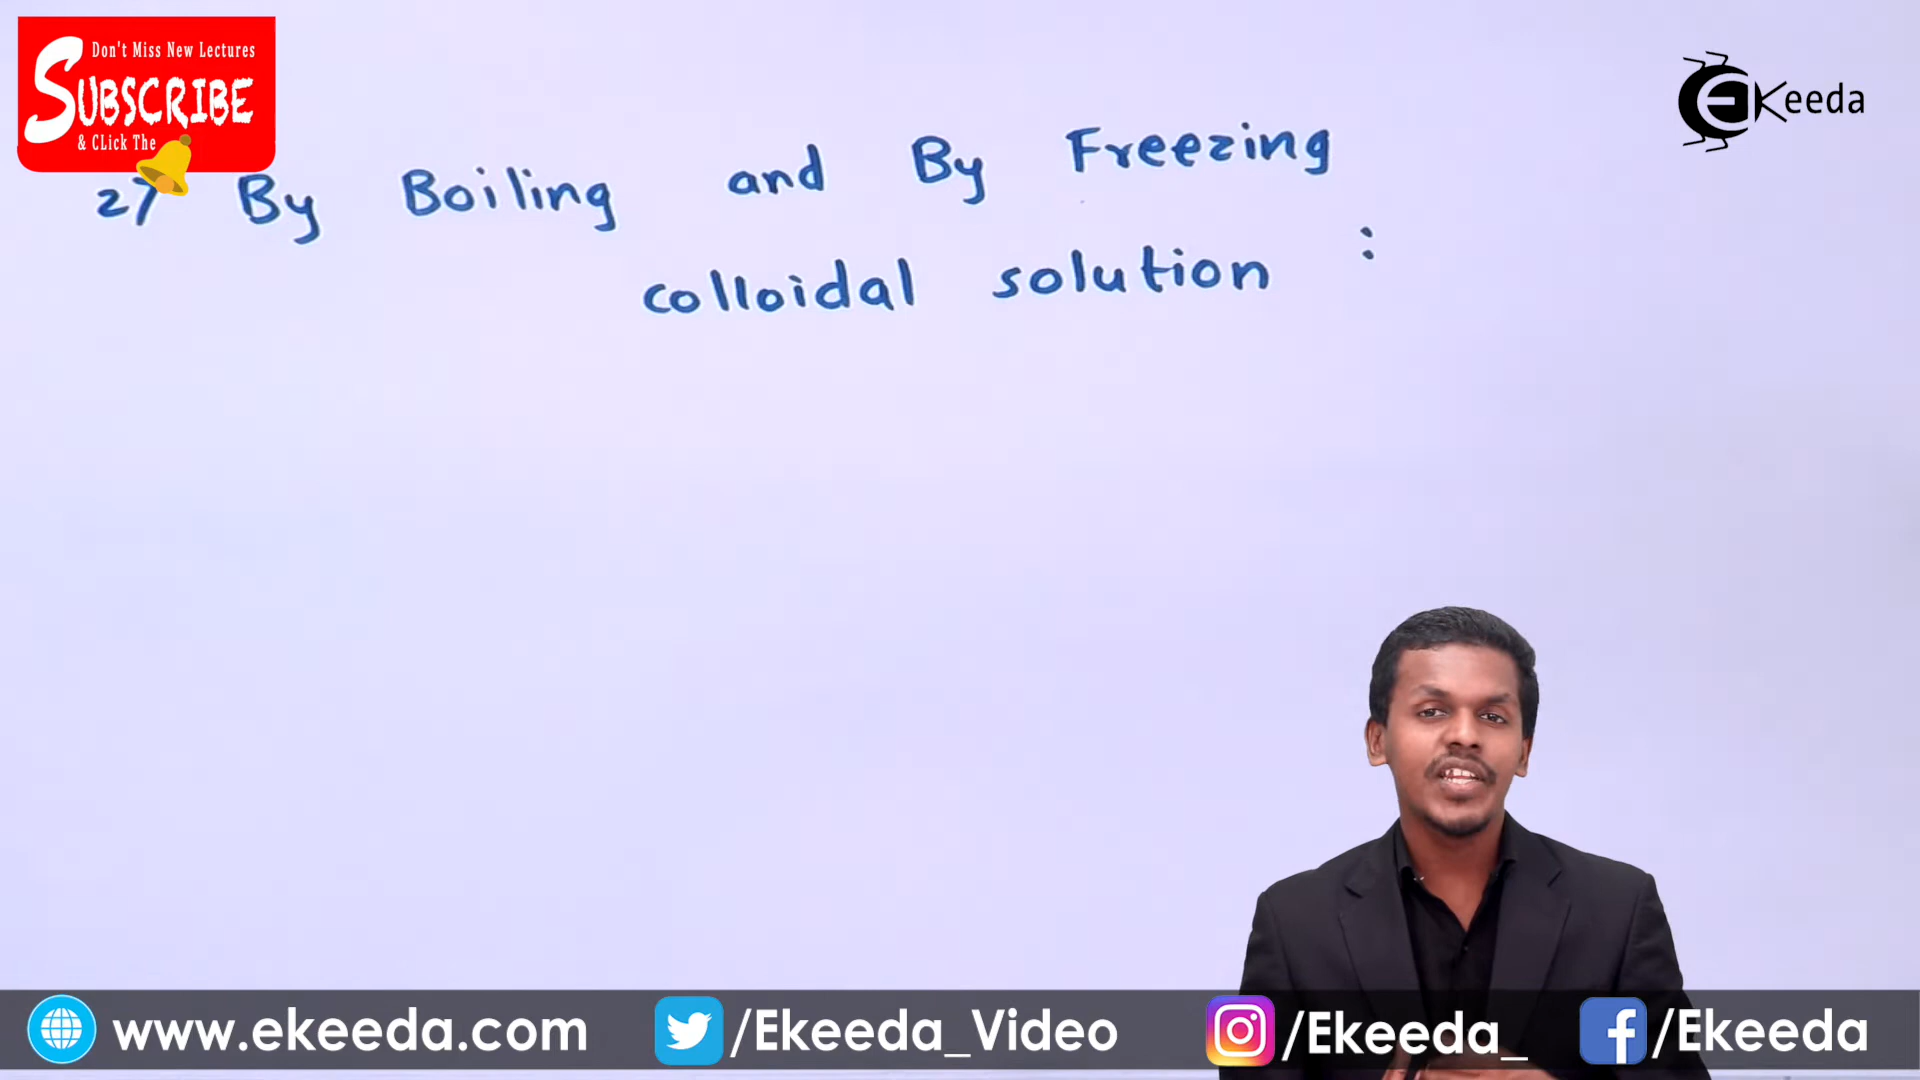 Don't Miss New Lectures
SUBSCRIBE
& CLick The
EKeeda
2) By Boiling and By Freezing
colloidal solution :
www.ekeeda.com
/Ekeeda_Video
/Ekeeda_
/Ekeeda